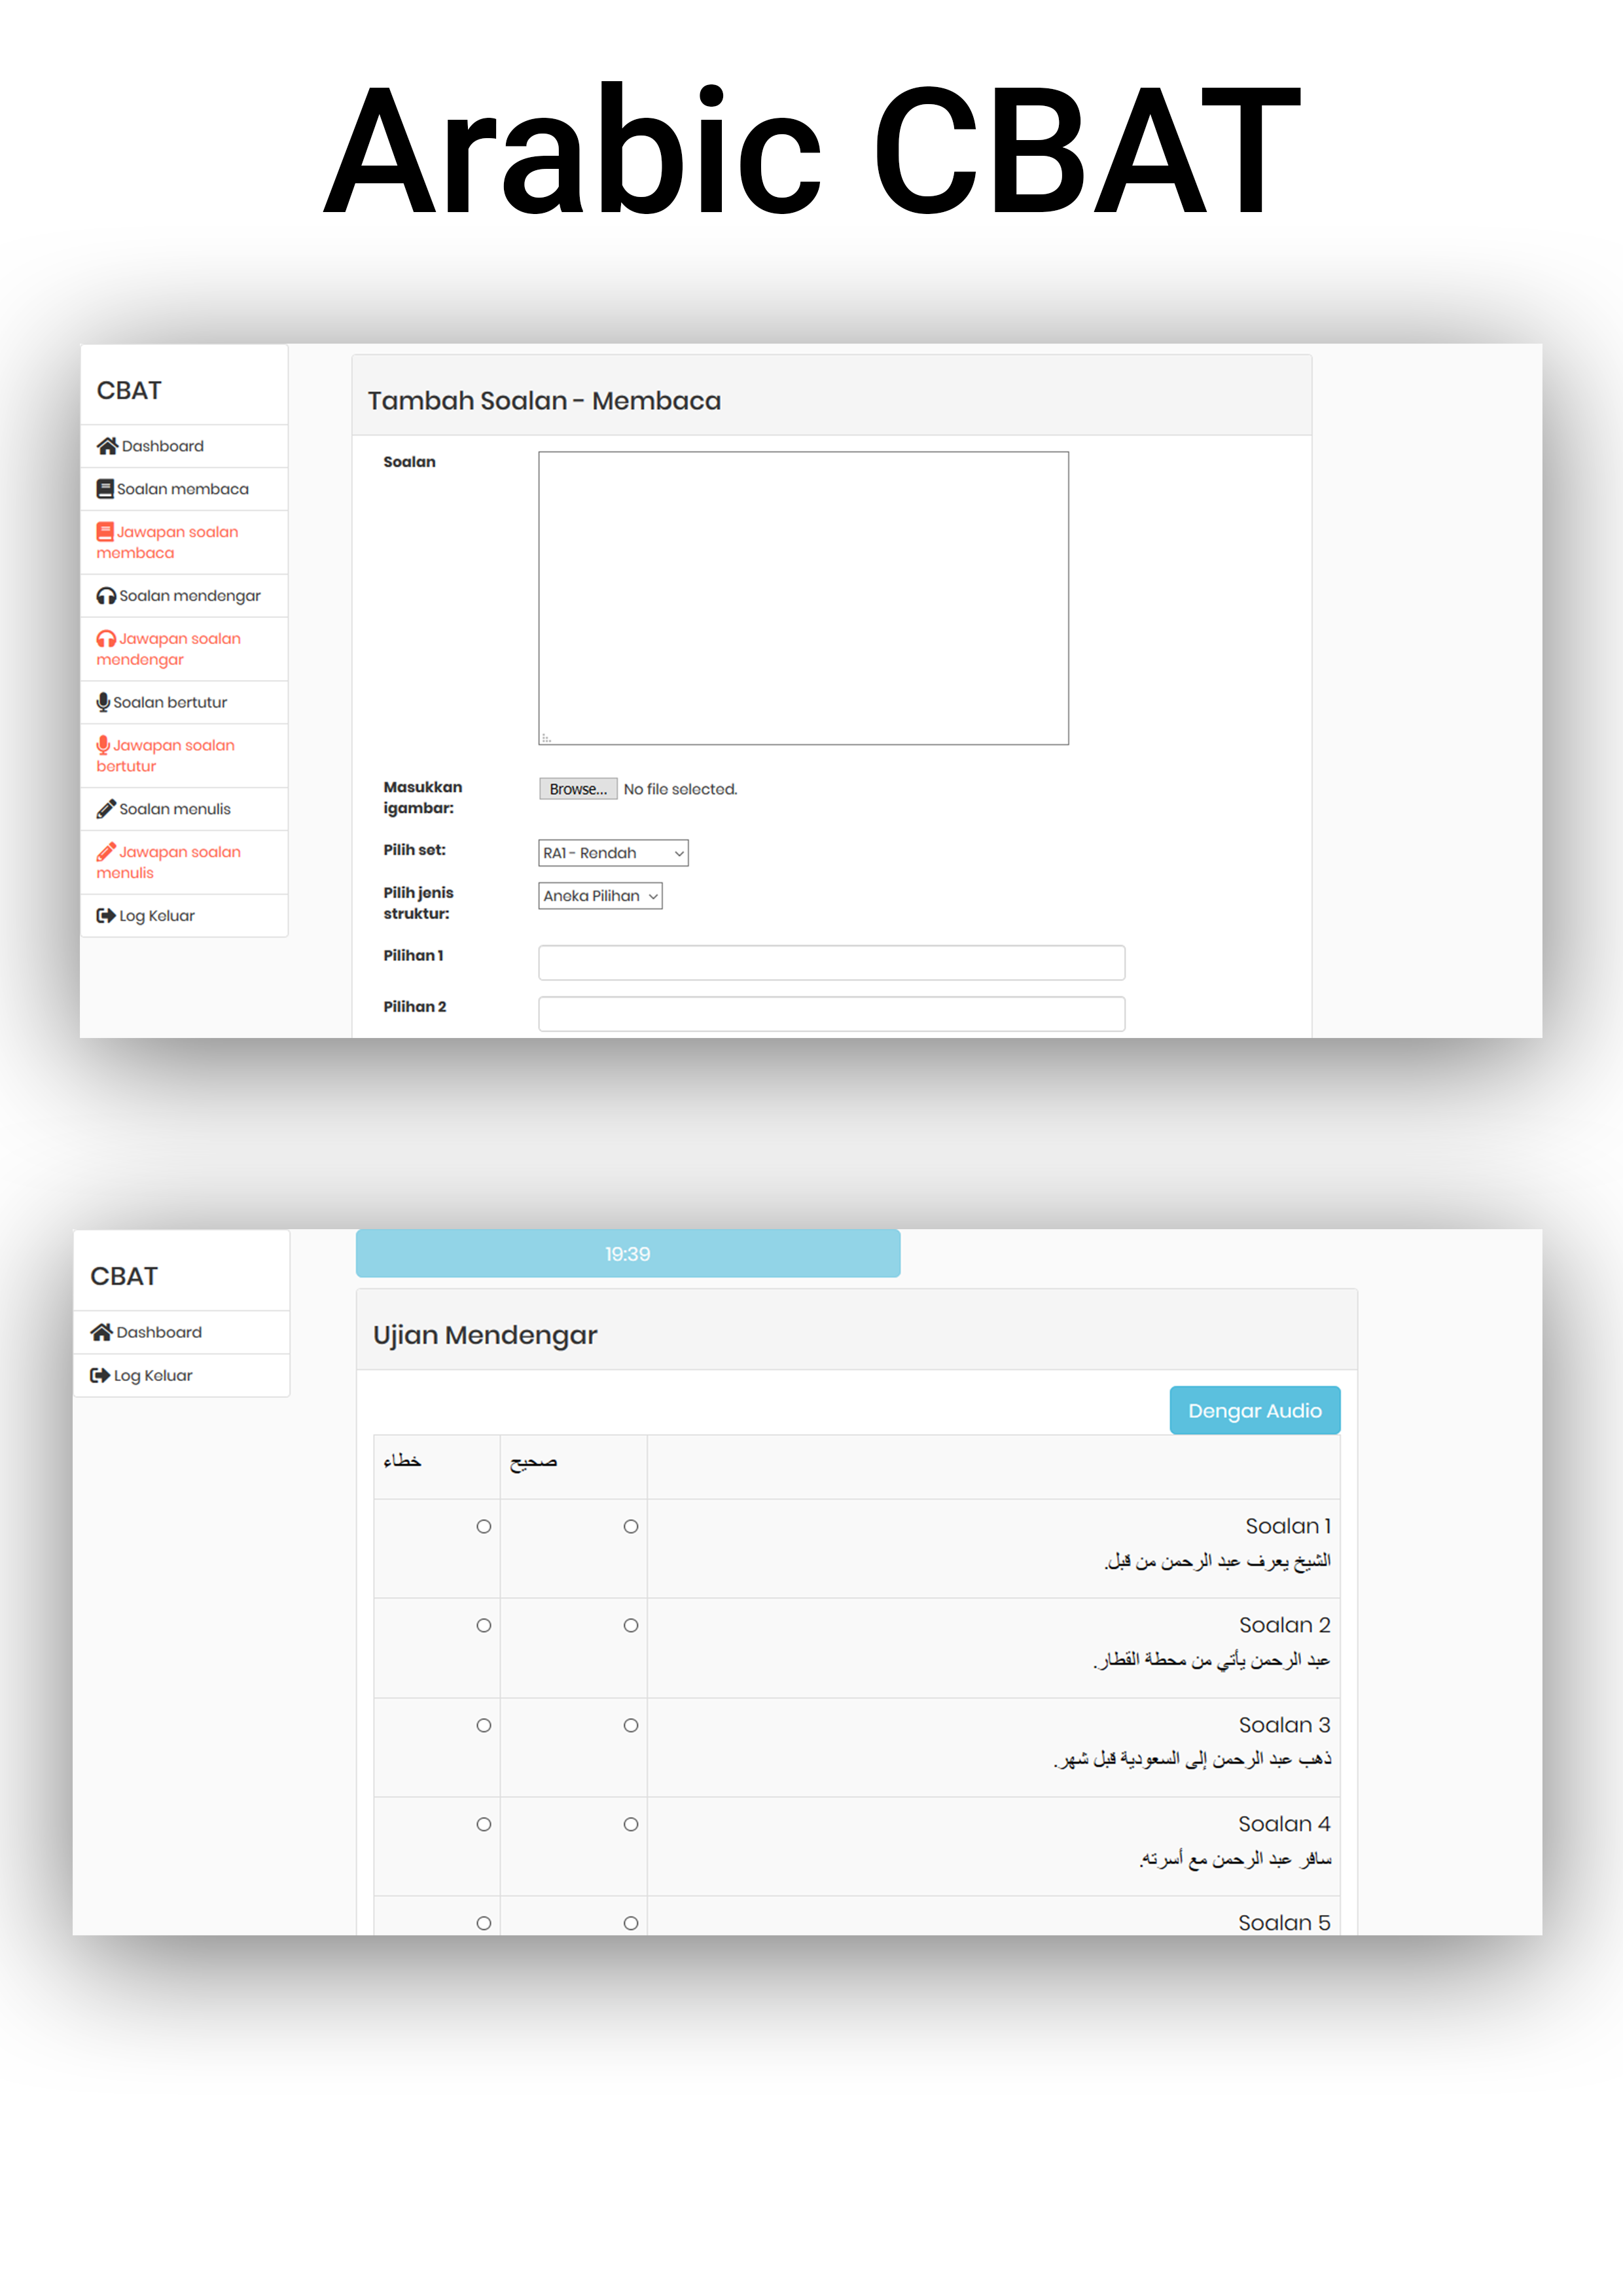 Arabic CBAT
CBAT
Dashboard
Soalan membaca
Jawapan soalan
membaca
Soalan mendengar
Jawapan soalan
mendengar
Soalan bertutur
Jawapan soalan
bertutur
Soalan menulis
Jawapan soalan
menulis
Log Keluar
Tambah Soalan - Membaca
Soalan
Masukkan
igambar:
Browse... No file selected.
Pilih set:
RA1 - Rendah
Pilih jenis
struktur:
Aneka Pilihan
Pilihan 1
Pilihan 2
CBAT
Dashboard
Log Keluar
19:39
Ujian Mendengar
Dengar Audio
صحيح
خطاء
Soalan 1
الشيخ يعرف عبد الرحمن من قبل.
Soalan 2
عبد الرحمن يأتي من محطة القطار.
Soalan 3
ذهب عبد الرحمن إلى السعودية قبل شهر.
Soalan 4
سافر عبد الرحمن مع أسرته.
Soalan 5